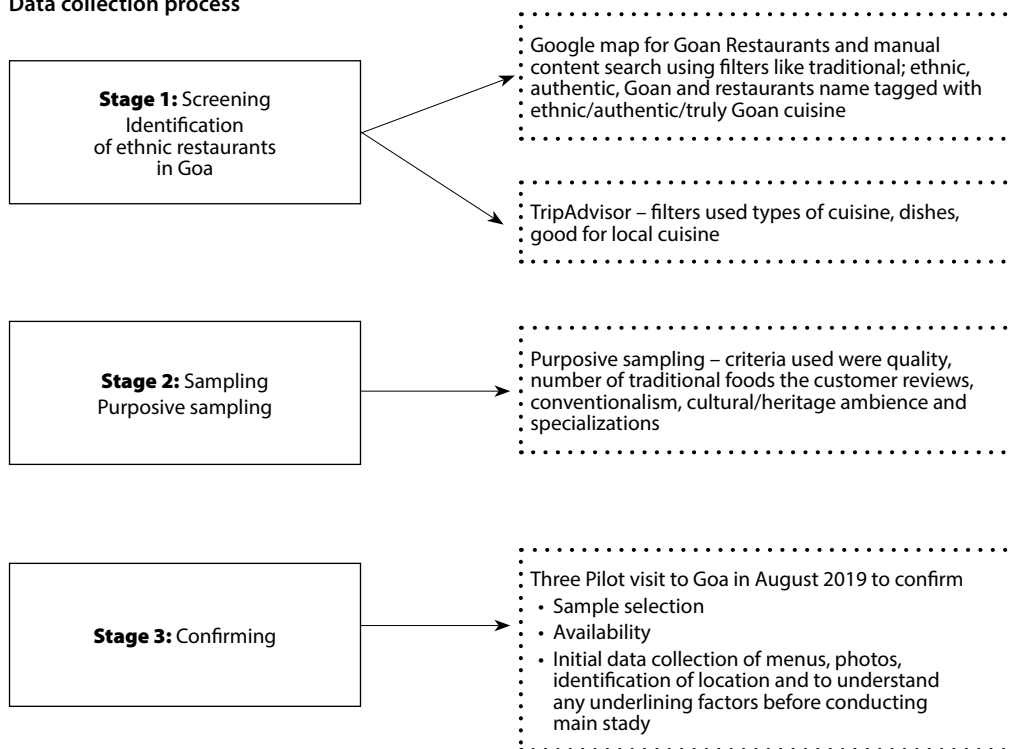 Data collection process
Stage 1: Screening
Identification
of ethnic restaurants
in Goa
Google map for Goan Restaurants and manual
content search using filters like traditional; ethnic,
authentic, Goan and restaurants name tagged with
ethnic/authentic/truly Goan cuisine
TripAdvisor – filters used types of cuisine, dishes,
good for local cuisine
Stage 2: Sampling
Purposive sampling
Purposive sampling – criteria used were quality,
number of traditional foods the customer reviews,
conventionalism, cultural/heritage ambience and
specializations
Stage 3: Confirming
Three Pilot visit to Goa in August 2019 to confirm
• Sample selection
• Availability
• Initial data collection of menus, photos,
identification of location and to understand
any underlining factors before conducting
main stady